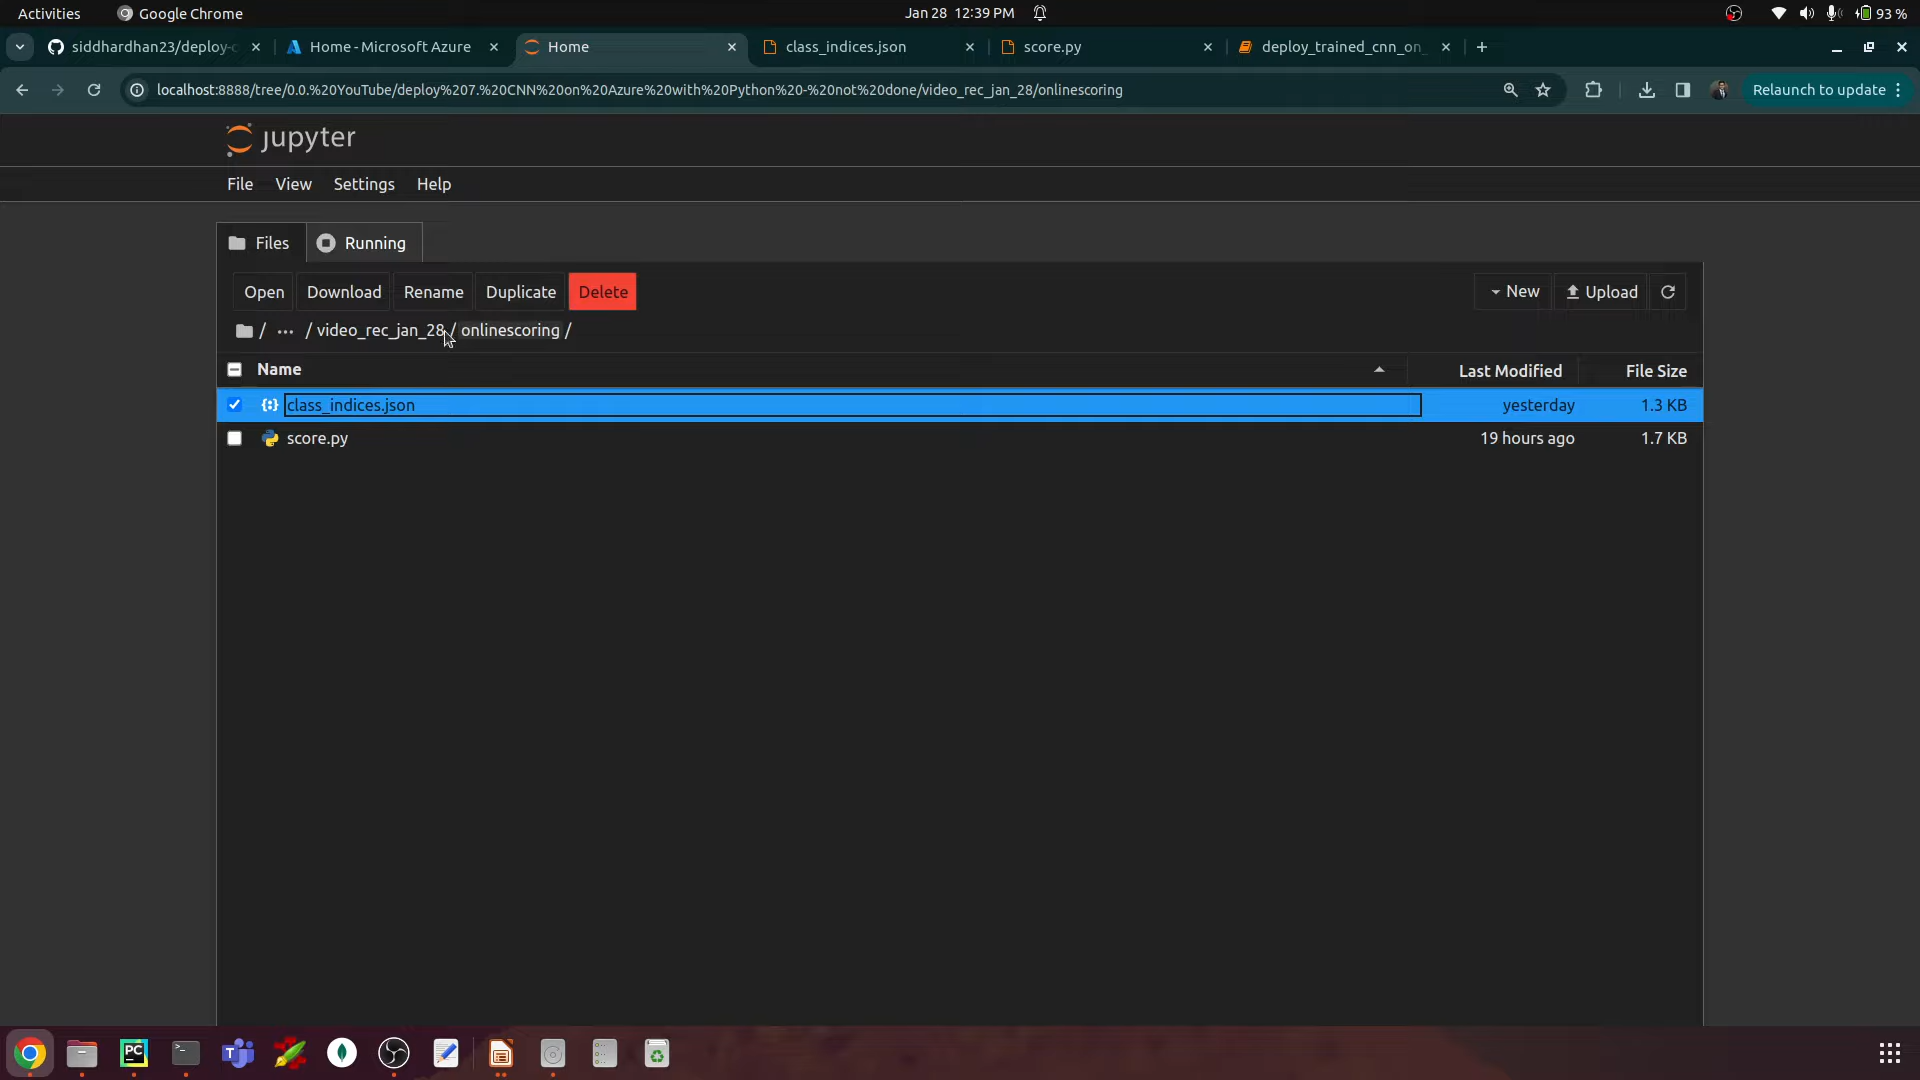 Activities Google Chrome Jan 28 12:39 PM 93 %
siddhardhan23/deploy-c Home - Microsoft Azure Home class_indices.json score.py deploy_trained_cnn_on_
localhost:8888/tree/0.0.%20YouTube/deploy%207.%20CNN%20on%20Azure%20with%20Python%20-%20not%20done/video_rec_jan_28/onlinescoring Relaunch to update
jupyter
File View Settings Help
Files Running
Open Download Rename Duplicate Delete New Upload
/ ... / video_rec_jan_28 / onlinescoring /
Name Last Modified File Size
class_indices.json yesterday 1.3 KB
score.py 19 hours ago 1.7 KB